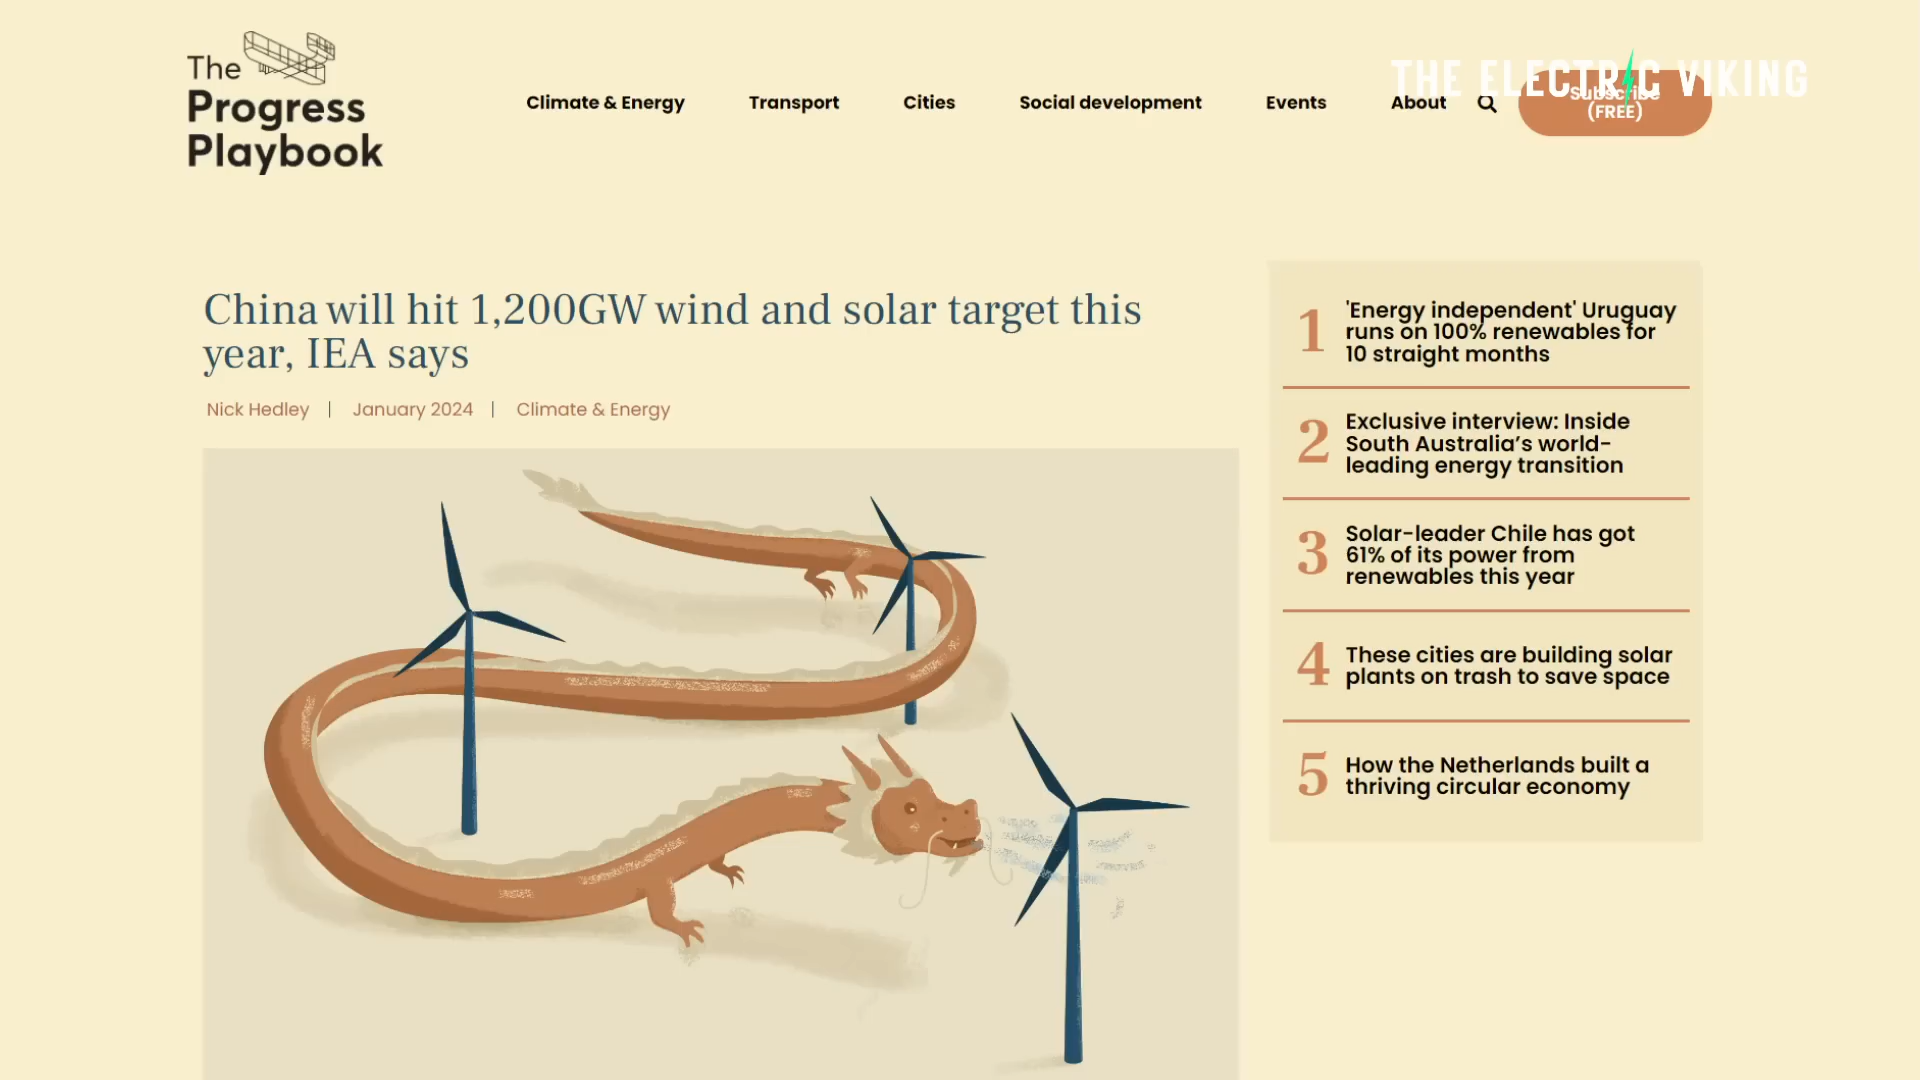 The
Progress
Playbook
Climate & Energy
Transport
Cities
Social development
Events
About
Subscribe
(FREE)
THE ELECTRIC VIKING
China will hit 1,200GW wind and solar target this
year, IEA says
Nick Hedley | January 2024 | Climate & Energy
1
'Energy independent' Uruguay
runs on 100% renewables for
10 straight months
2
Exclusive interview: Inside
South Australia’s world-
leading energy transition
3
Solar-leader Chile has got
61% of its power from
renewables this year
4
These cities are building solar
plants on trash to save space
5
How the Netherlands built a
thriving circular economy